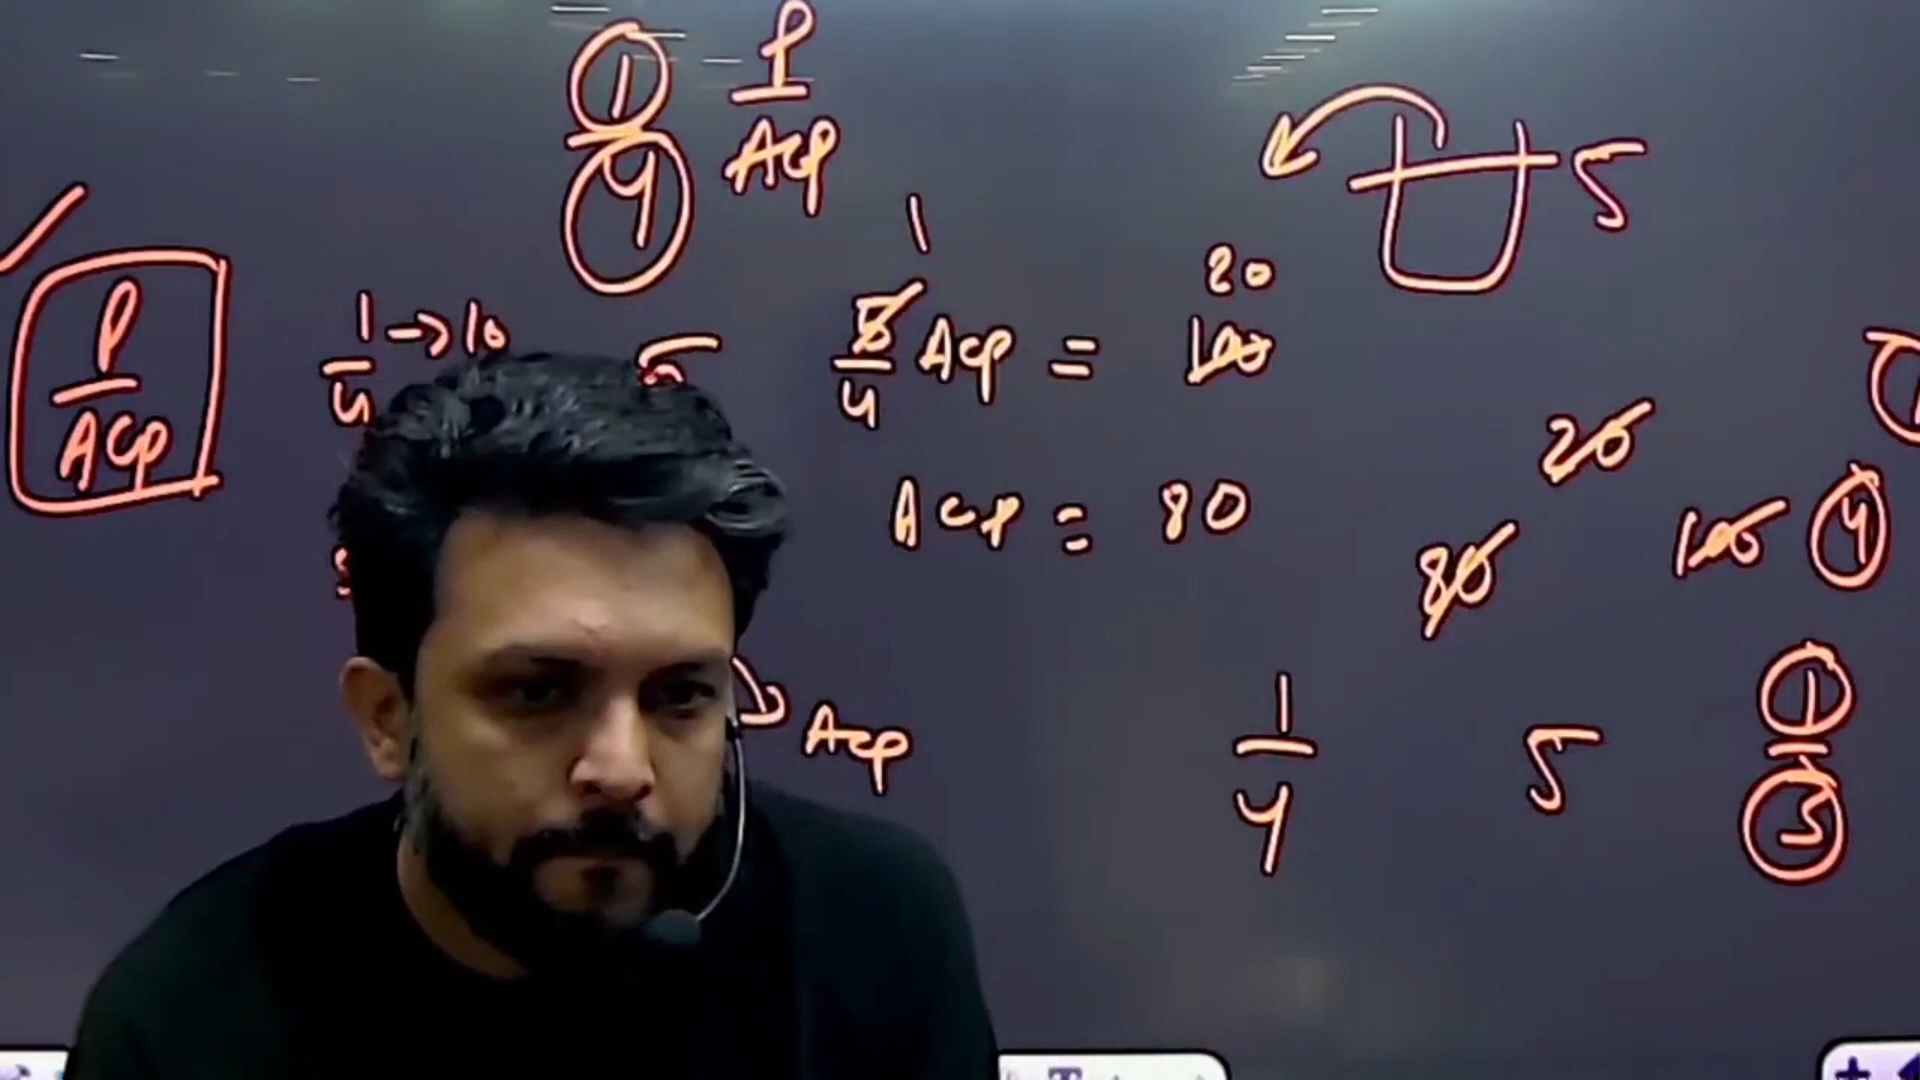 1/4 P/ACP
5
P/ACP
1/4 → 10
5
1
5/4 ACP = 100
20
ACP = 80
20
80
100 4
ACP
1/4
5
1/5